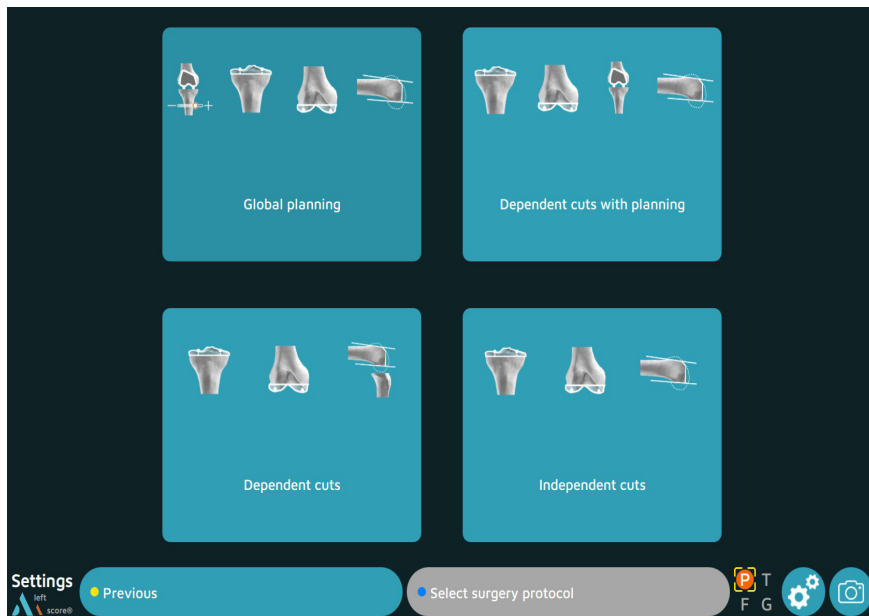 Global planning
Dependent cuts with planning
Dependent cuts
Independent cuts
Settings
left
score®
Previous
Select surgery protocol
P T
F G